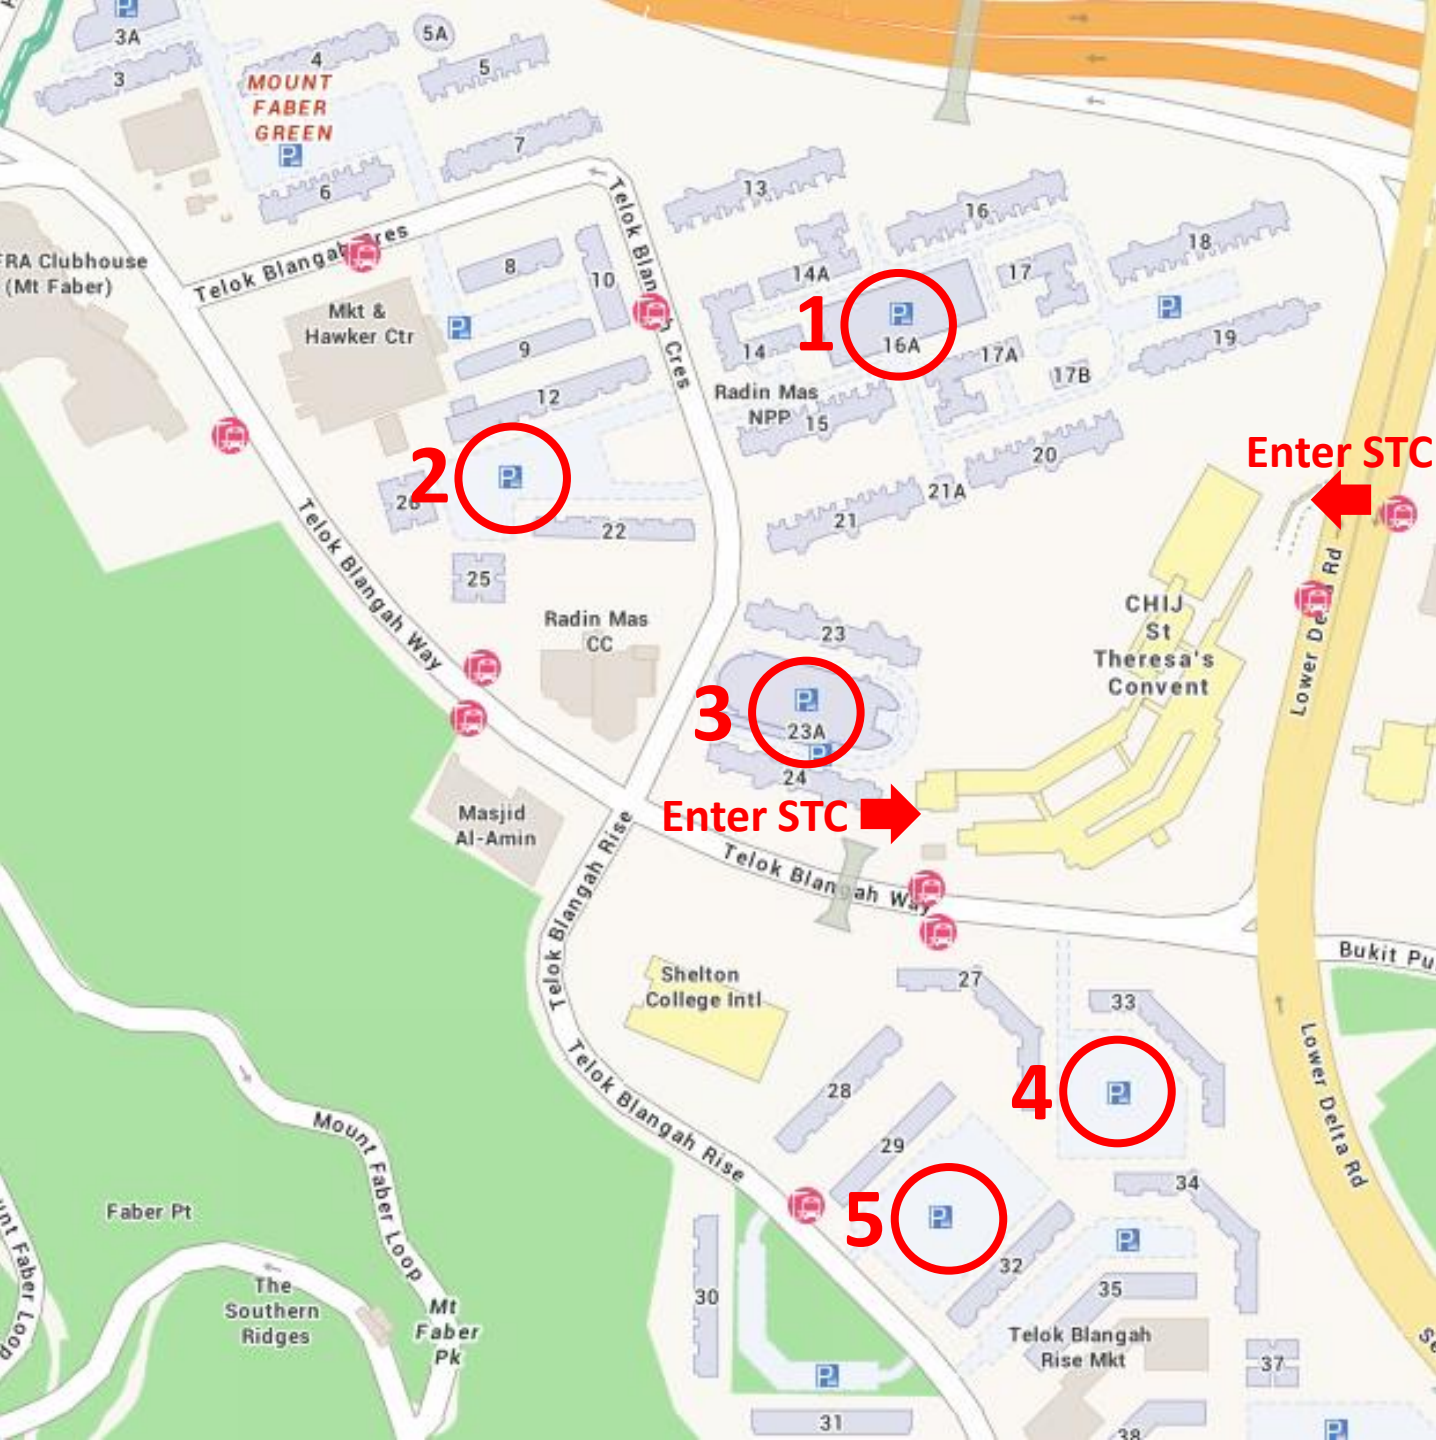 3A
3
4
MOUNT
FABER
GREEN
5A
5
6
7
Telok Blangah Cres
FRA Clubhouse
(Mt Faber)
Mkt &
Hawker Ctr
8
9
10
12
Telok Blangah Cres
13
14A
14
16
16A
17
17A
17B
18
19
1
Radin Mas
NPP
15
20
21A
21
2
26
22
25
Telok Blangah Way
Enter STC
Lower Delta Rd
CHIJ
St
Theresa's
Convent
Radin Mas
CC
23
3
23A
24
Enter STC
Masjid
Al-Amin
Telok Blangah Rise
Telok Blangah Way
Shelton
College Intl
27
33
Bukit Pu
Lower Delta Rd
28
4
29
5
32
34
35
Telok Blangah Rise
Mount Faber Loop
Faber Pt
The
Southern
Ridges
Mt
Faber
Pk
unt Faber Loop
30
31
Telok Blangah
Rise Mkt
37
38
Se